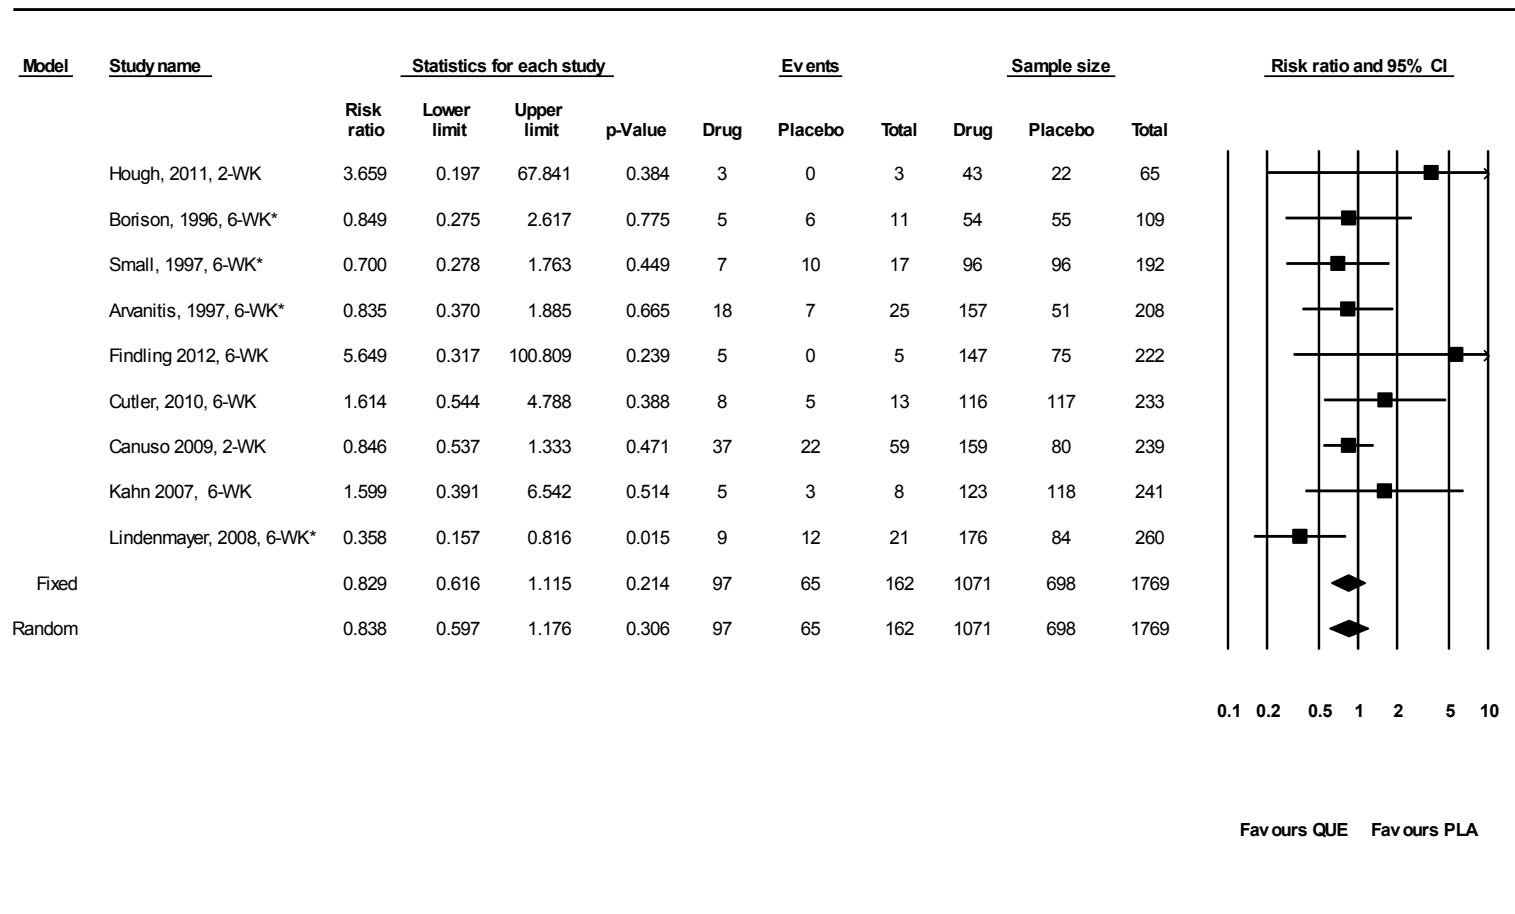 Model Study name Statistics for each study Events Sample size Risk ratio and 95% CI
Risk ratio Lower limit Upper limit p-Value Drug Placebo Total Drug Placebo Total
Hough, 2011, 2-WK 3.659 0.197 67.841 0.384 3 0 3 43 22 65
Borison, 1996, 6-WK* 0.849 0.275 2.617 0.775 5 6 11 54 55 109
Small, 1997, 6-WK* 0.700 0.278 1.763 0.449 7 10 17 96 96 192
Arvanitis, 1997, 6-WK* 0.835 0.370 1.885 0.665 18 7 25 157 51 208
Findling 2012, 6-WK 5.649 0.317 100.809 0.239 5 0 5 147 75 222
Cutler, 2010, 6-WK 1.614 0.544 4.788 0.388 8 5 13 116 117 233
Canuso 2009, 2-WK 0.846 0.537 1.333 0.471 37 22 59 159 80 239
Kahn 2007, 6-WK 1.599 0.391 6.542 0.514 5 3 8 123 118 241
Lindenmayer, 2008, 6-WK* 0.358 0.157 0.816 0.015 9 12 21 176 84 260
Fixed 0.829 0.616 1.115 0.214 97 65 162 1071 698 1769
Random 0.838 0.597 1.176 0.306 97 65 162 1071 698 1769
0.1 0.2 0.5 1 2 5 10
Favours QUE Favours PLA